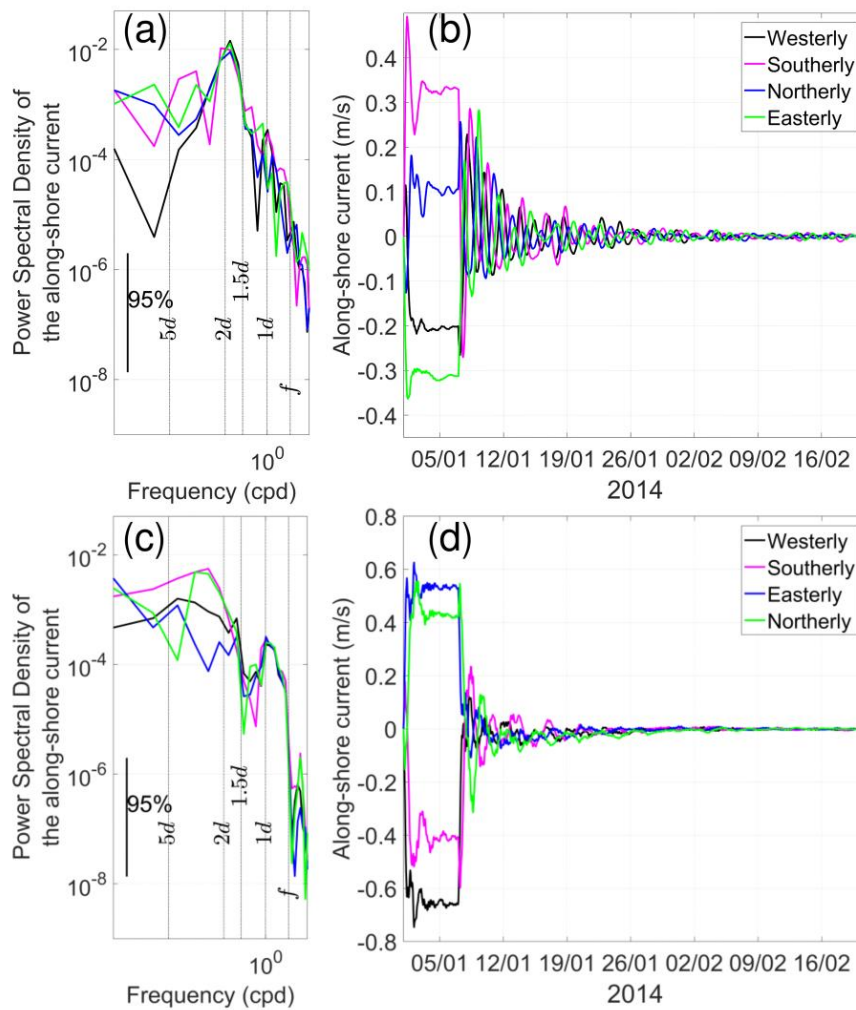 (a)
Power Spectral Density of
the along-shore current
10^-2
10^-4
10^-6
10^-8
95%
5d
2d
1.5d
1d
f
10^0
Frequency (cpd)
(b)
Along-shore current (m/s)
0.4
0.3
0.2
0.1
0
-0.1
-0.2
-0.3
-0.4
Westerly
Southerly
Northerly
Easterly
05/01 12/01 19/01 26/01 02/02 09/02 16/02
2014
(c)
Power Spectral Density of
the along-shore current
10^-2
10^-4
10^-6
10^-8
95%
5d
2d
1.5d
1d
f
10^0
Frequency (cpd)
(d)
Along-shore current (m/s)
0.8
0.6
0.4
0.2
0
-0.2
-0.4
-0.6
-0.8
Westerly
Southerly
Easterly
Northerly
05/01 12/01 19/01 26/01 02/02 09/02 16/02
2014